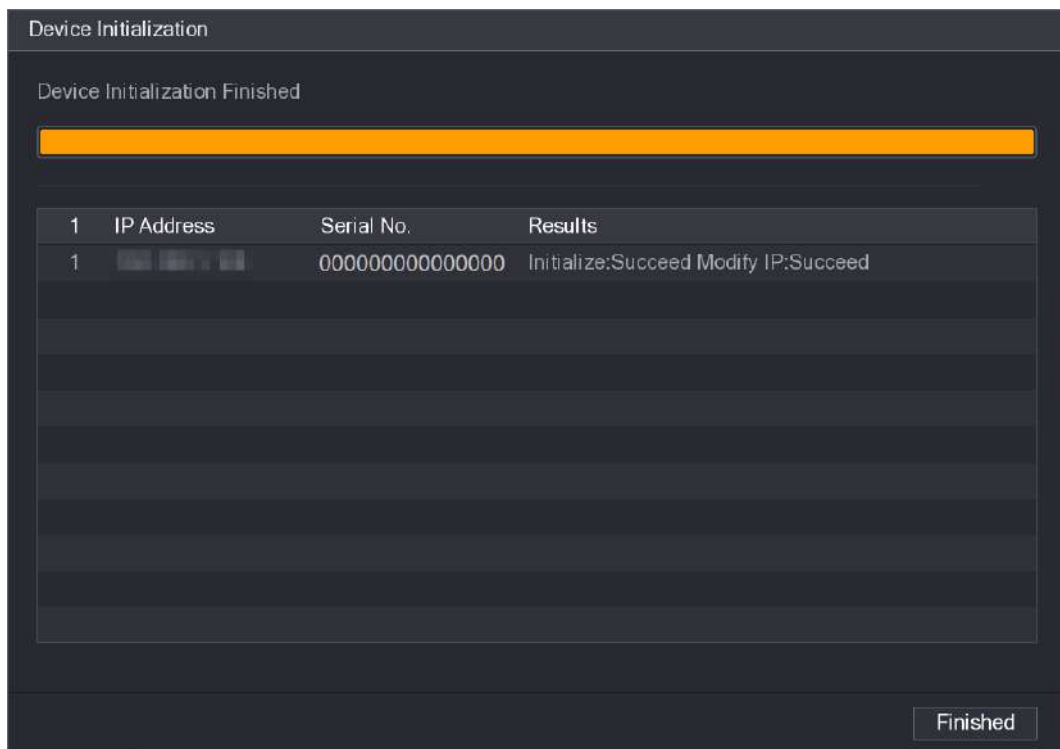 Device Initialization
Device Initialization Finished
1 IP Address Serial No. Results
1 000000000000000 Initialize:Succeed Modify IP:Succeed
Finished